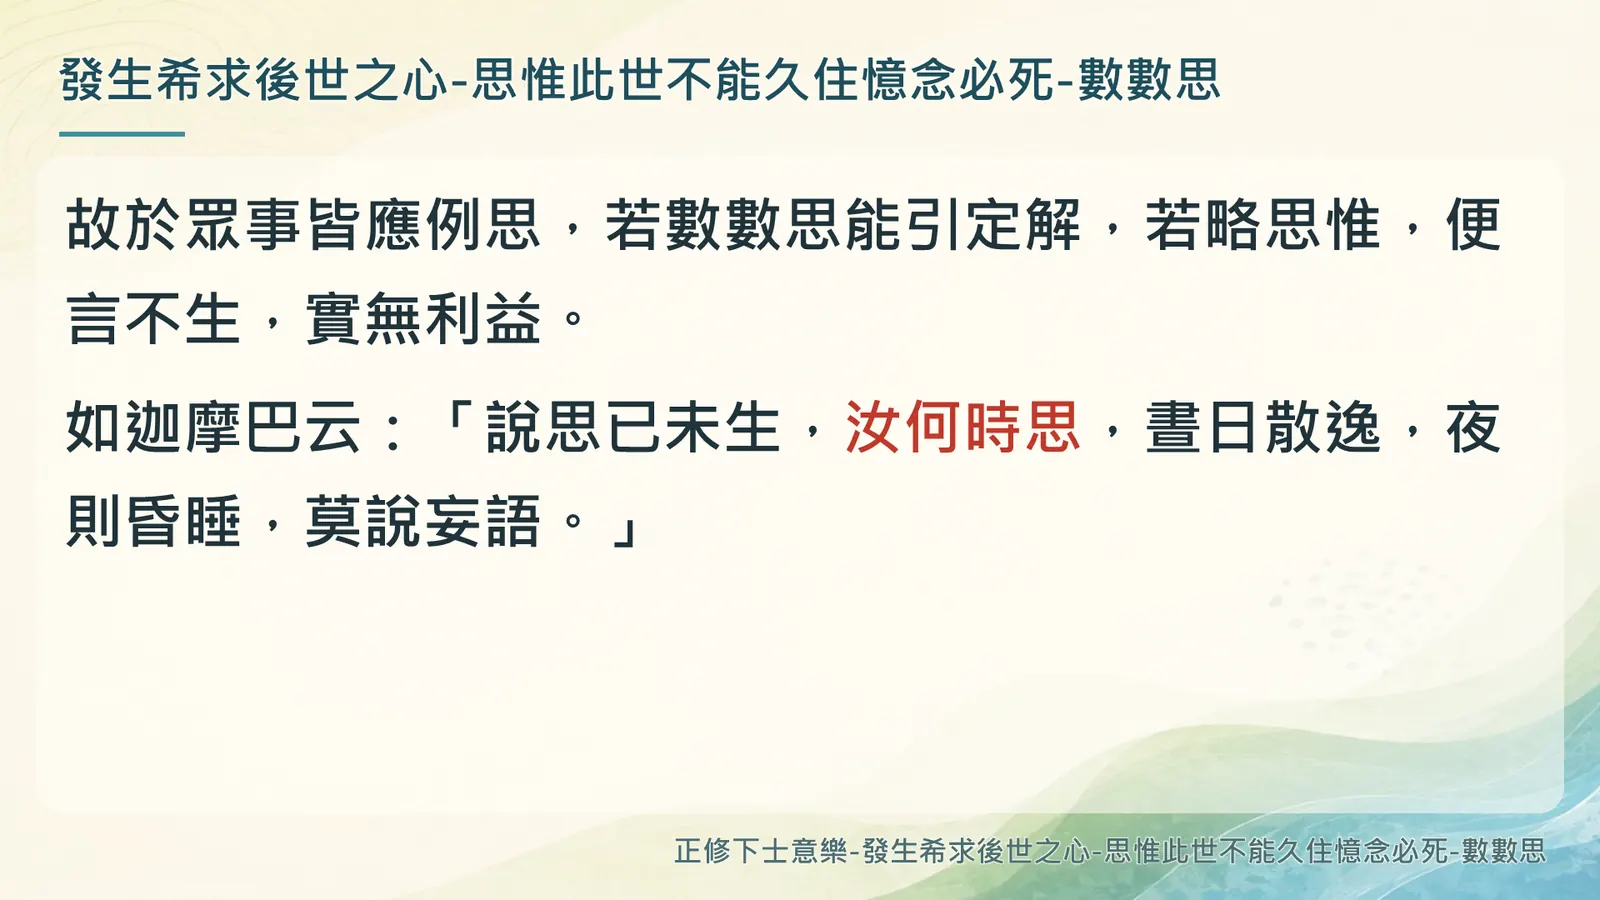 發生希求後世之心-思惟此世不能久住憶念必死-數數思
故於眾事皆應例思，若數數思能引定解，若略思惟，便
言不生，實無利益。
如迦摩巴云：「說思已未生，汝何時思，晝日散逸，夜
則昏睡，莫說妄語。」
正修下士意樂-發生希求後世之心-思惟此世不能久住憶念必死-數數思